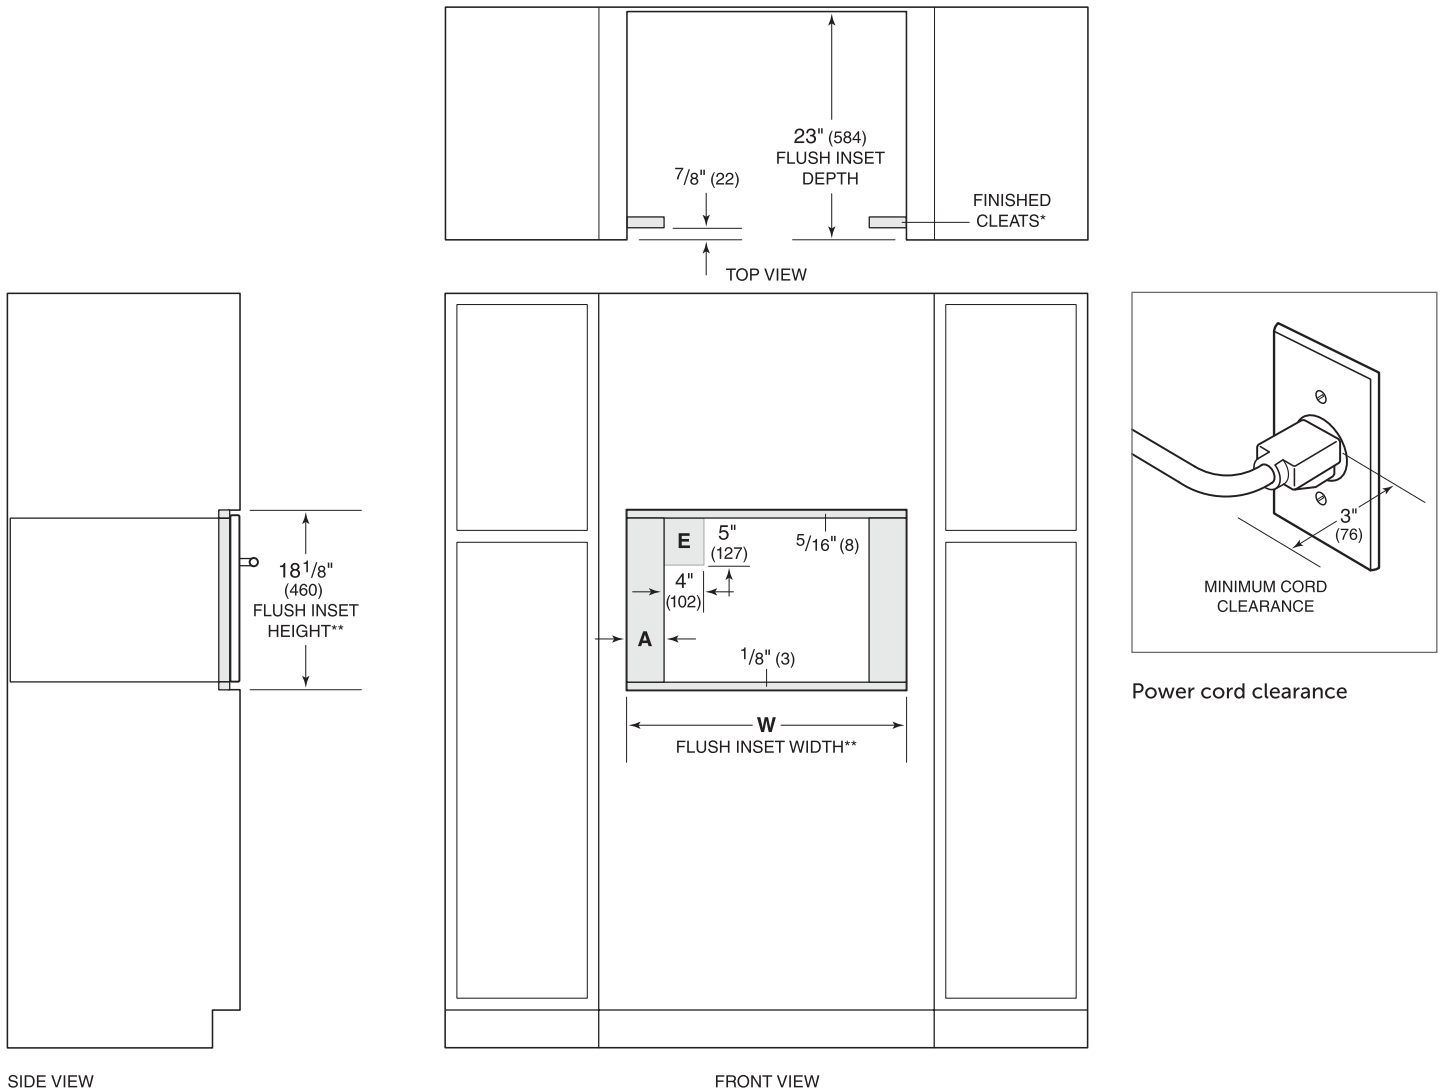 23" (584)
FLUSH INSET
DEPTH
7/8" (22)
FINISHED
CLEATS*
TOP VIEW
18 1/8"
(460)
FLUSH INSET
HEIGHT**
E
5"
(127)
5/16" (8)
4"
(102)
A
1/8" (3)
W
FLUSH INSET WIDTH**
3"
(76)
MINIMUM CORD
CLEARANCE
Power cord clearance
SIDE VIEW
FRONT VIEW